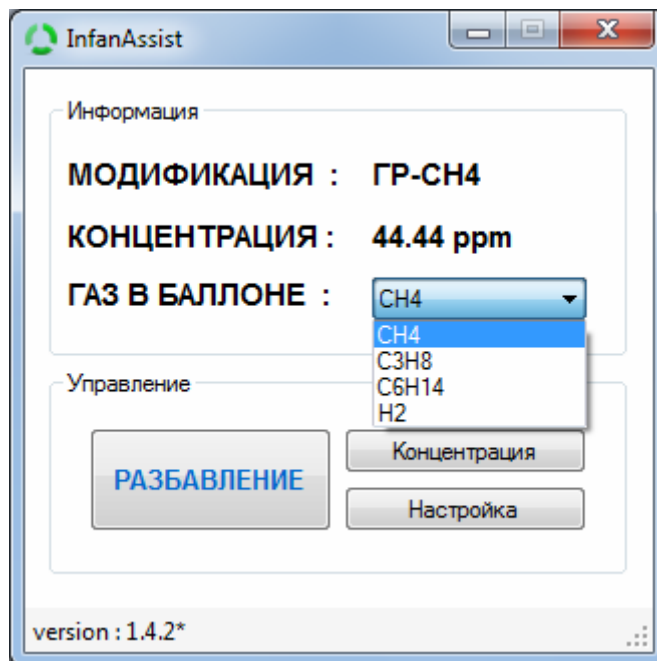 InfanAssist
Информация
МОДИФИКАЦИЯ : ГР-CH4
КОНЦЕНТРАЦИЯ : 44.44 ppm
ГАЗ В БАЛЛОНЕ : CH4
CH4
C3H8
C6H14
H2
Управление
РАЗБАВЛЕНИЕ
Концентрация
Настройка
version : 1.4.2*